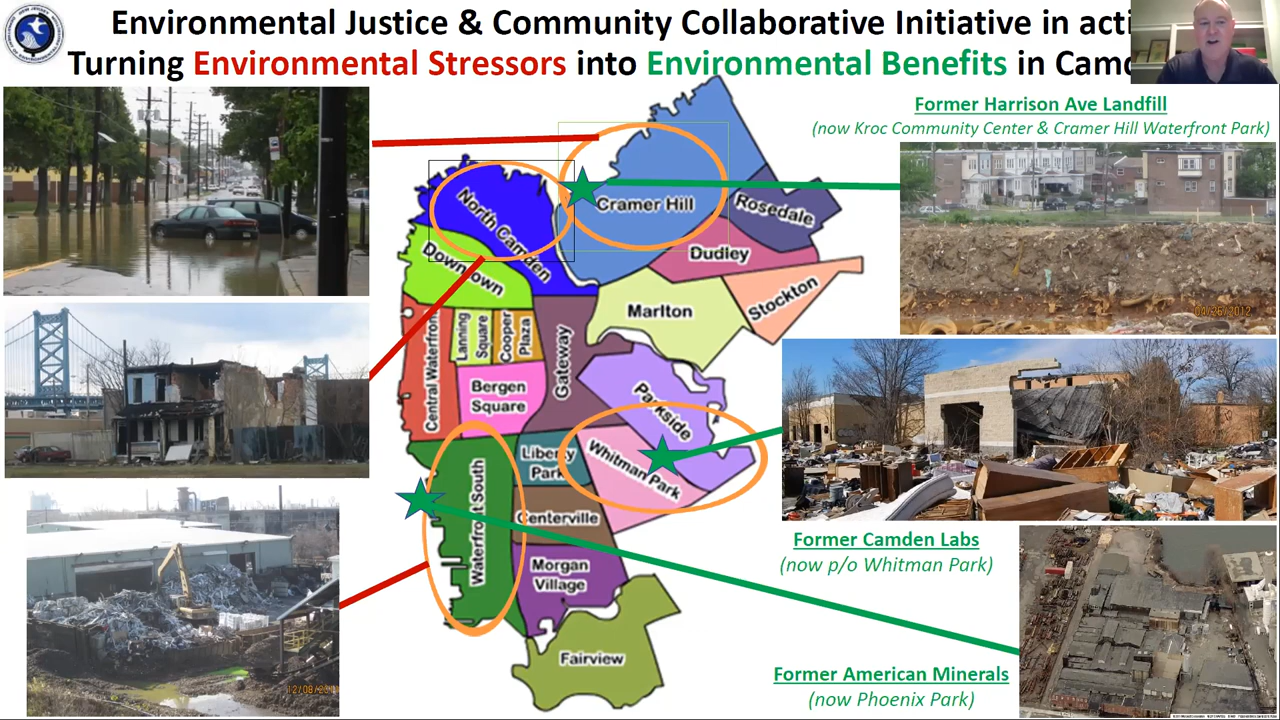 Environmental Justice & Community Collaborative Initiative in acti
Turning Environmental Stressors into Environmental Benefits in Camd
Former Harrison Ave Landfill
(now Kroc Community Center & Cramer Hill Waterfront Park)
North Camden
Cramer Hill
Rosedale
Downtown
Dudley
Stockton
Marlton
Central Waterfront
Lanning
Square
Cooper
Plaza
Gateway
04/26/2012
Bergen
Square
Parkside
Liberty
Park
Whitman Park
Waterfront South
Centerville
Former Camden Labs
(now p/o Whitman Park)
Morgan
Village
Fairview
Former American Minerals
(now Phoenix Park)